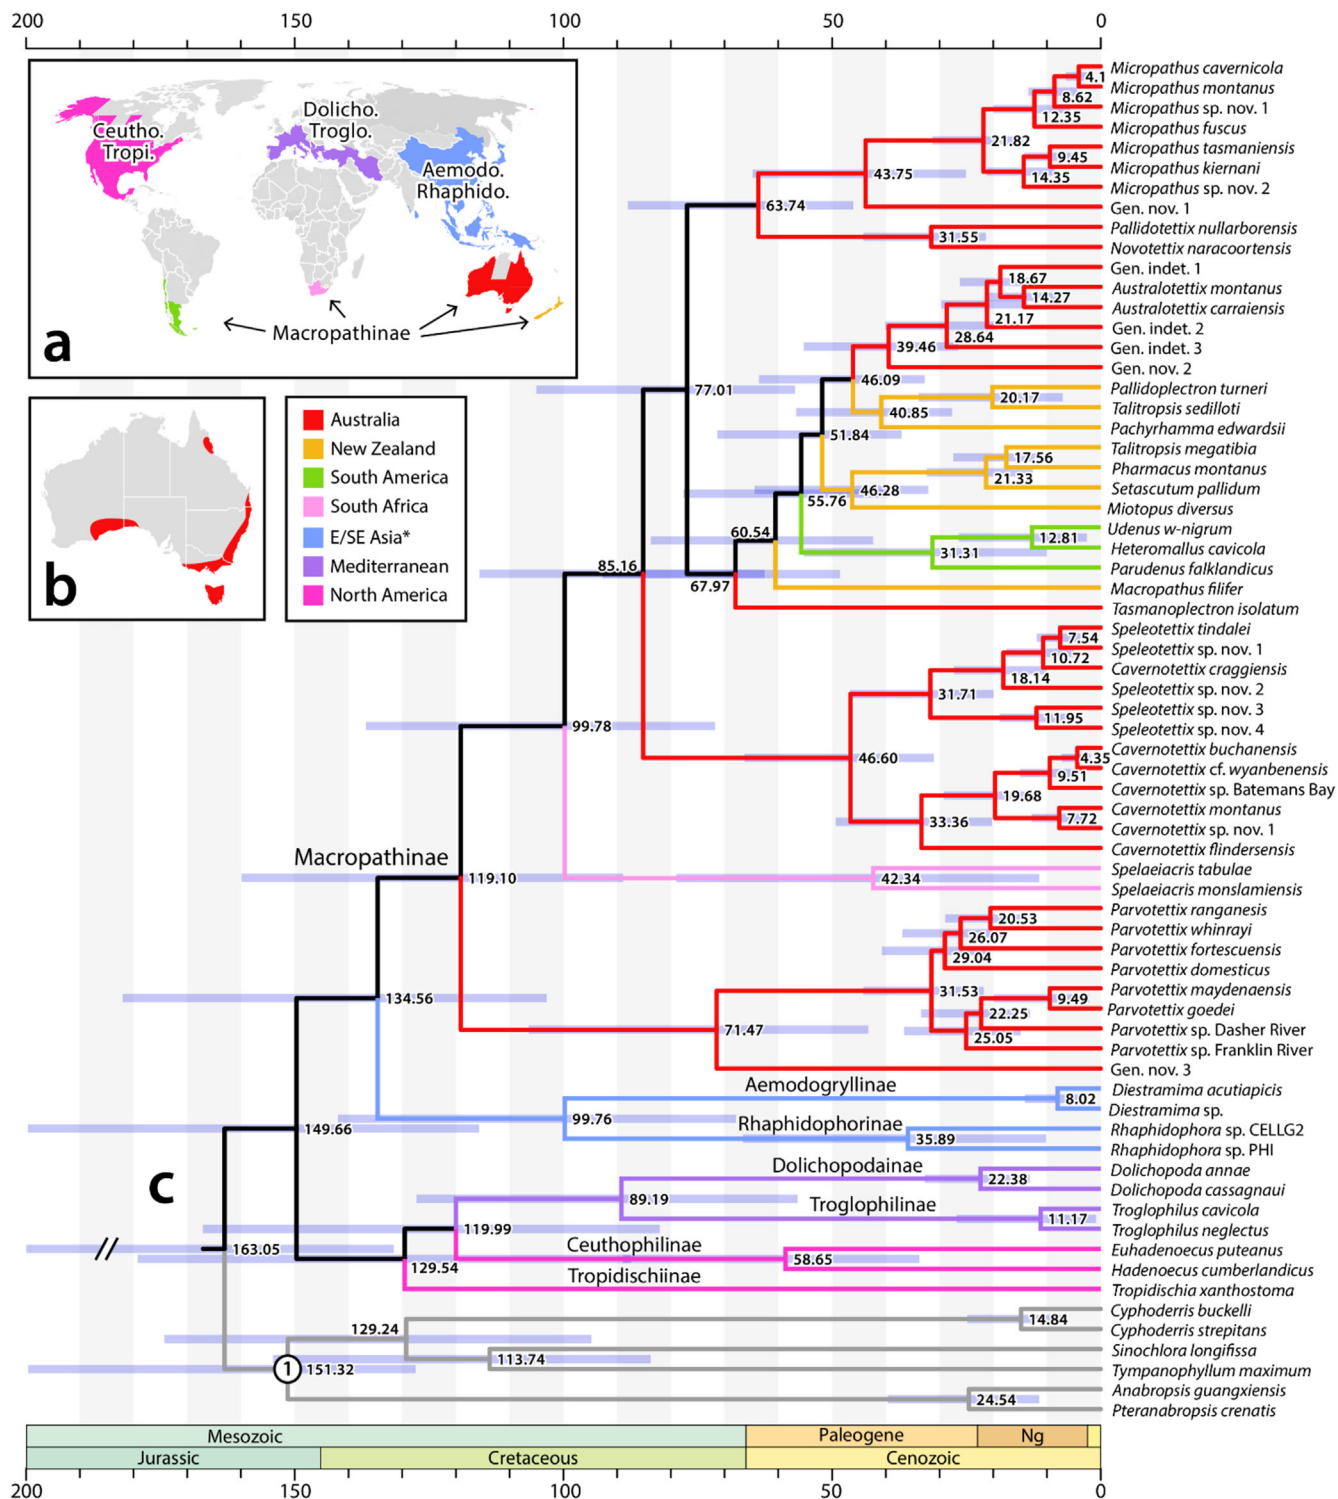 200 150 100 50 0
Ceutho.
Tropi.
Dolicho.
Troglo.
Aemodo.
Rhaphido.
Macropathinae
a
b
Australia
New Zealand
South America
South Africa
E/SE Asia*
Mediterranean
North America
c
Micropathus cavernicola
4.1
Micropathus montanus
8.62
Micropathus sp. nov. 1
12.35
Micropathus fuscus
21.82
Micropathus tasmaniensis
9.45
Micropathus kiernani
14.35
43.75
Micropathus sp. nov. 2
63.74
Gen. nov. 1
Pallidotettix nullarborensis
31.55
Novotettix naracoortensis
Gen. indet. 1
18.67
Australotettix montanus
14.27
Australotettix carraiensis
21.17
Gen. indet. 2
28.64
39.46
Gen. indet. 3
Gen. nov. 2
46.09
77.01
Pallidoplectron turneri
20.17
Talitropsis sedilloti
40.85
Pachyrhamma edwardsii
51.84
Talitropsis megatibia
17.56
Pharmacus montanus
21.33
Setascutum pallidum
46.28
55.76
Miotopus diversus
Udenus w-nigrum
60.54
12.81
Heteromallus cavicola
31.31
85.16
Parudenus falklandicus
67.97
Macropathus filifer
Tasmanoplectron isolatum
Speleotettix tindalei
7.54
Speleotettix sp. nov. 1
10.72
Cavernotettix craggiensis
18.14
Speleotettix sp. nov. 2
31.71
Speleotettix sp. nov. 3
11.95
99.78
Speleotettix sp. nov. 4
Cavernotettix buchanensis
4.35
46.60
Cavernotettix cf. wyanbenensis
9.51
Cavernotettix sp. Batemans Bay
19.68
Cavernotettix montanus
7.72
33.36
Cavernotettix sp. nov. 1
Cavernotettix flindersensis
Macropathinae
Spelaeiacris tabulae
119.10
42.34
Spelaeiacris monslamiensis
Parvotettix ranganesis
20.53
Parvotettix whinrayi
26.07
Parvotettix fortescuensis
29.04
Parvotettix domesticus
134.56
31.53
Parvotettix maydenaensis
9.49
Parvotettix goedei
22.25
71.47
Parvotettix sp. Dasher River
25.05
Parvotettix sp. Franklin River
Gen. nov. 3
Aemodogryllinae
Diestramima acutiapicis
8.02
Diestramima sp.
99.76
Rhaphidophorinae
149.66
Rhaphidophora sp. CELLG2
35.89
Rhaphidophora sp. PHI
Dolichopodainae
Dolichopoda annae
22.38
Dolichopoda cassagnaui
89.19
Troglophilinae
Troglophilus cavicola
11.17
119.99
Troglophilus neglectus
Ceuthophilinae
163.05
Euhadenoecus puteanus
58.65
129.54
Hadenoecus cumberlandicus
Tropidischiinae
Tropidischia xanthostoma
Cyphoderris buckelli
14.84
129.24
Cyphoderris strepitans
Sinochlora longifissa
113.74
1 151.32
Tympanophyllum maximum
Anabropsis guangxiensis
24.54
Pteranabropsis crenatis
Mesozoic Paleogene Ng
Jurassic Cretaceous Cenozoic
200 150 100 50 0